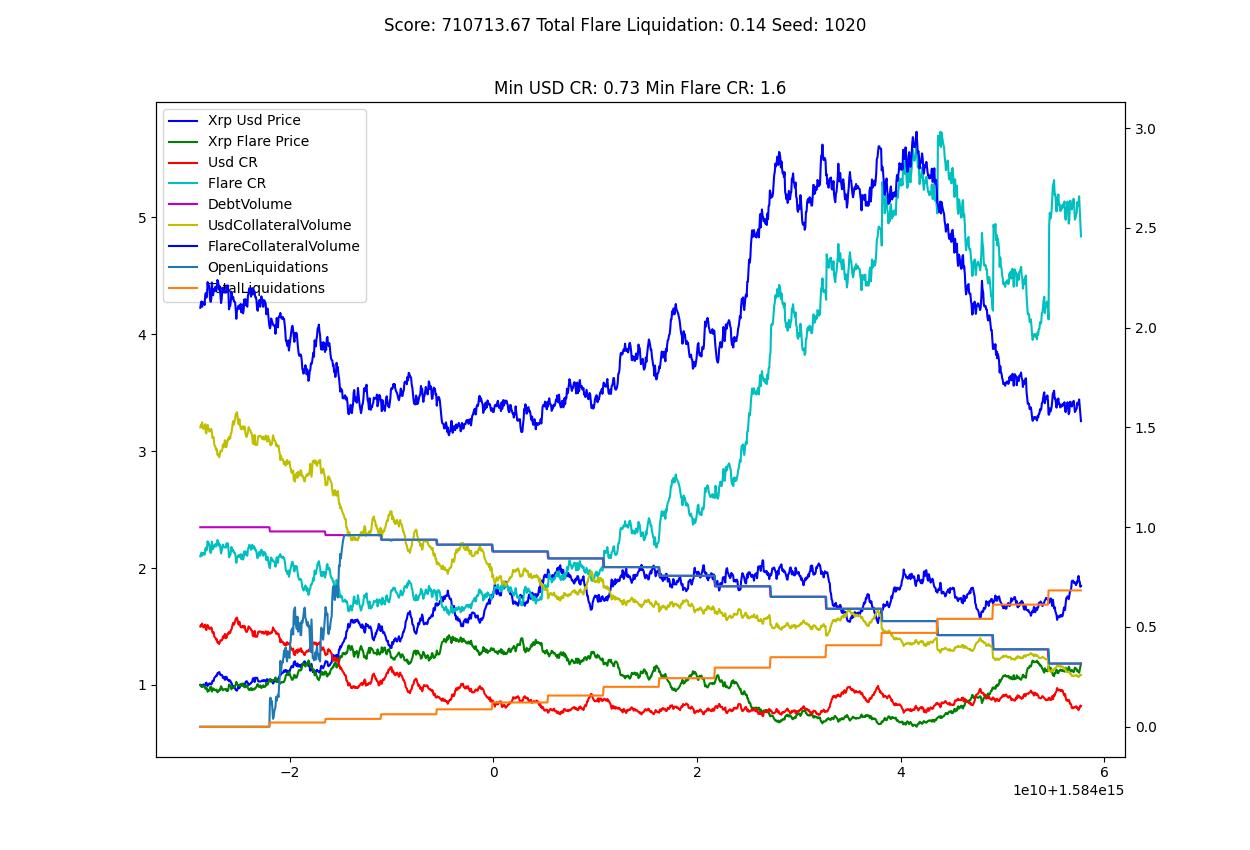 Score: 710713.67 Total Flare Liquidation: 0.14 Seed: 1020
Min USD CR: 0.73 Min Flare CR: 1.6
Xrp Usd Price
Xrp Flare Price
Usd CR
Flare CR
DebtVolume
UsdCollateralVolume
FlareCollateralVolume
OpenLiquidations
TotalLiquidations
5
4
3
2
1
3.0
2.5
2.0
1.5
1.0
0.5
0.0
−2
0
2
4
6
1e10+1.584e15